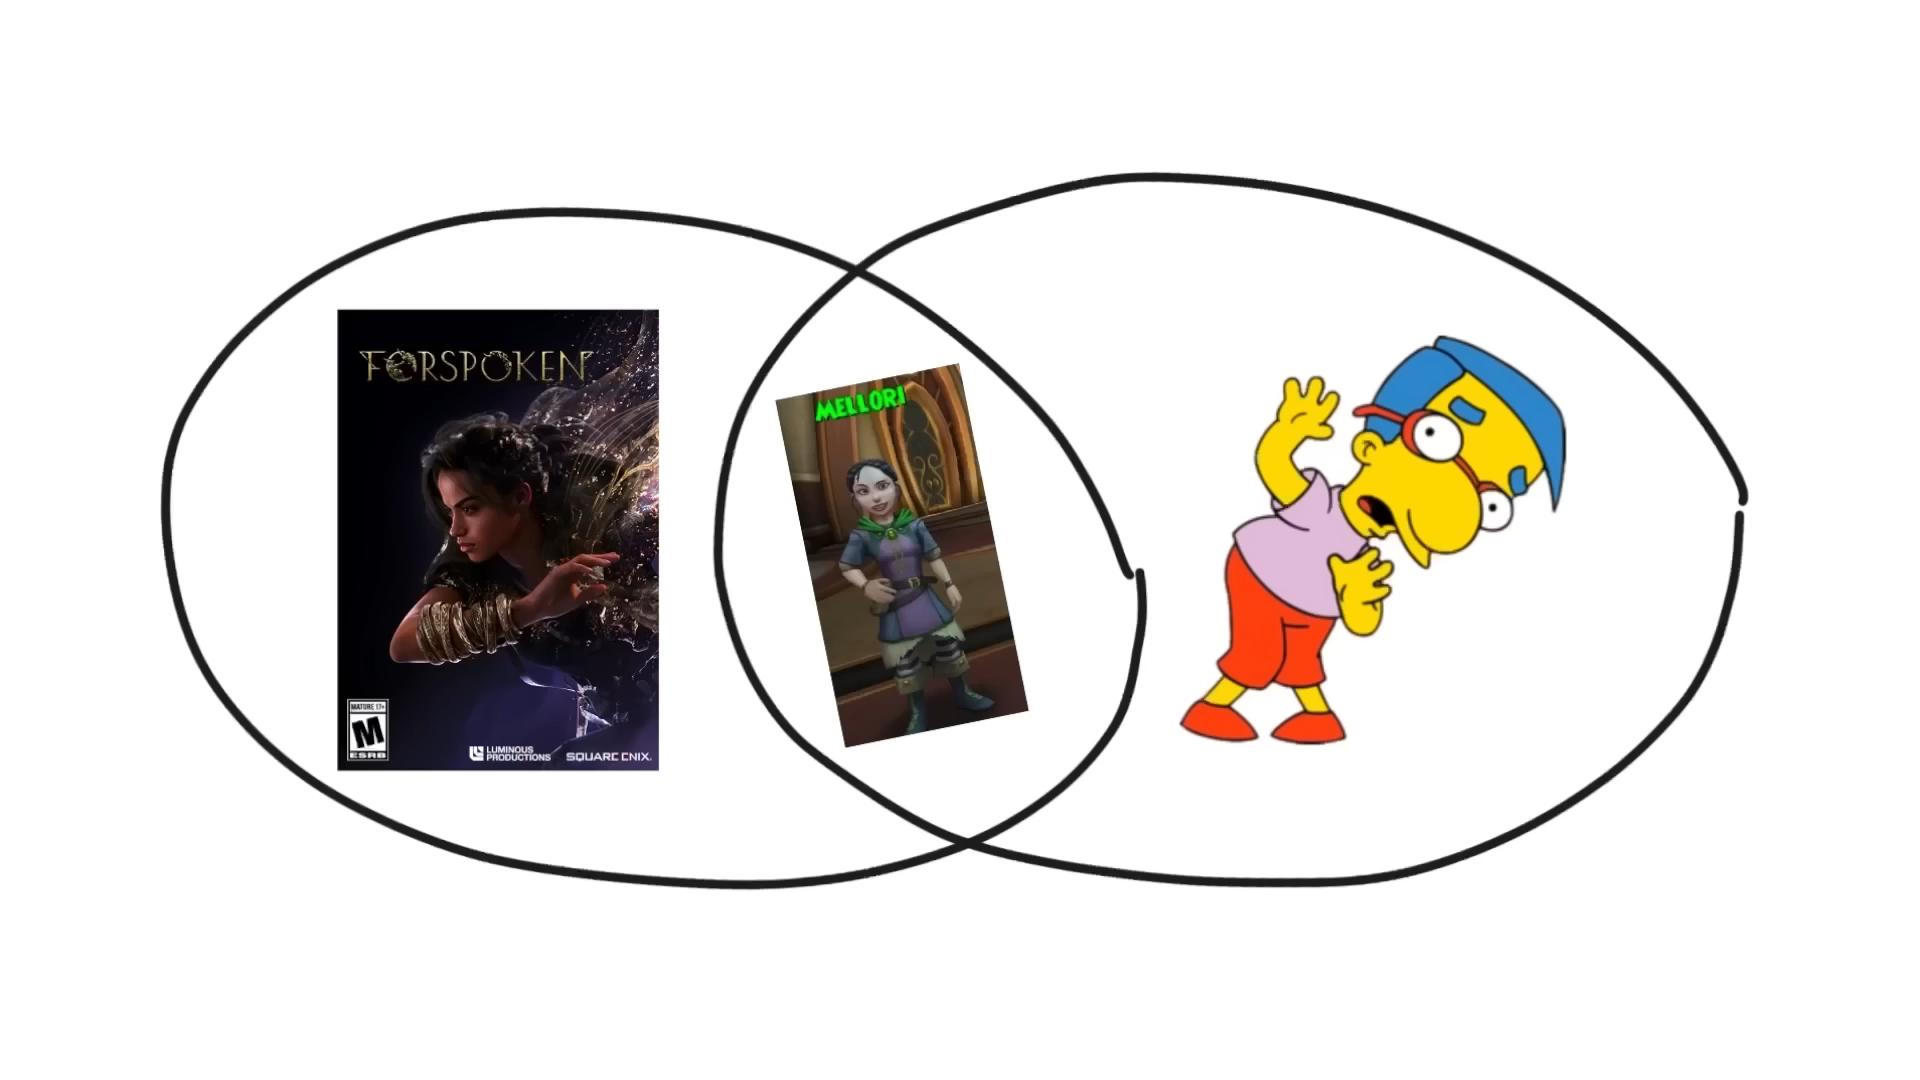 FORSPOKEN
MATURE 17+
M
ESRB
LUMINOUS
PRODUCTIONS
SQUARE ENIX
MELLORI